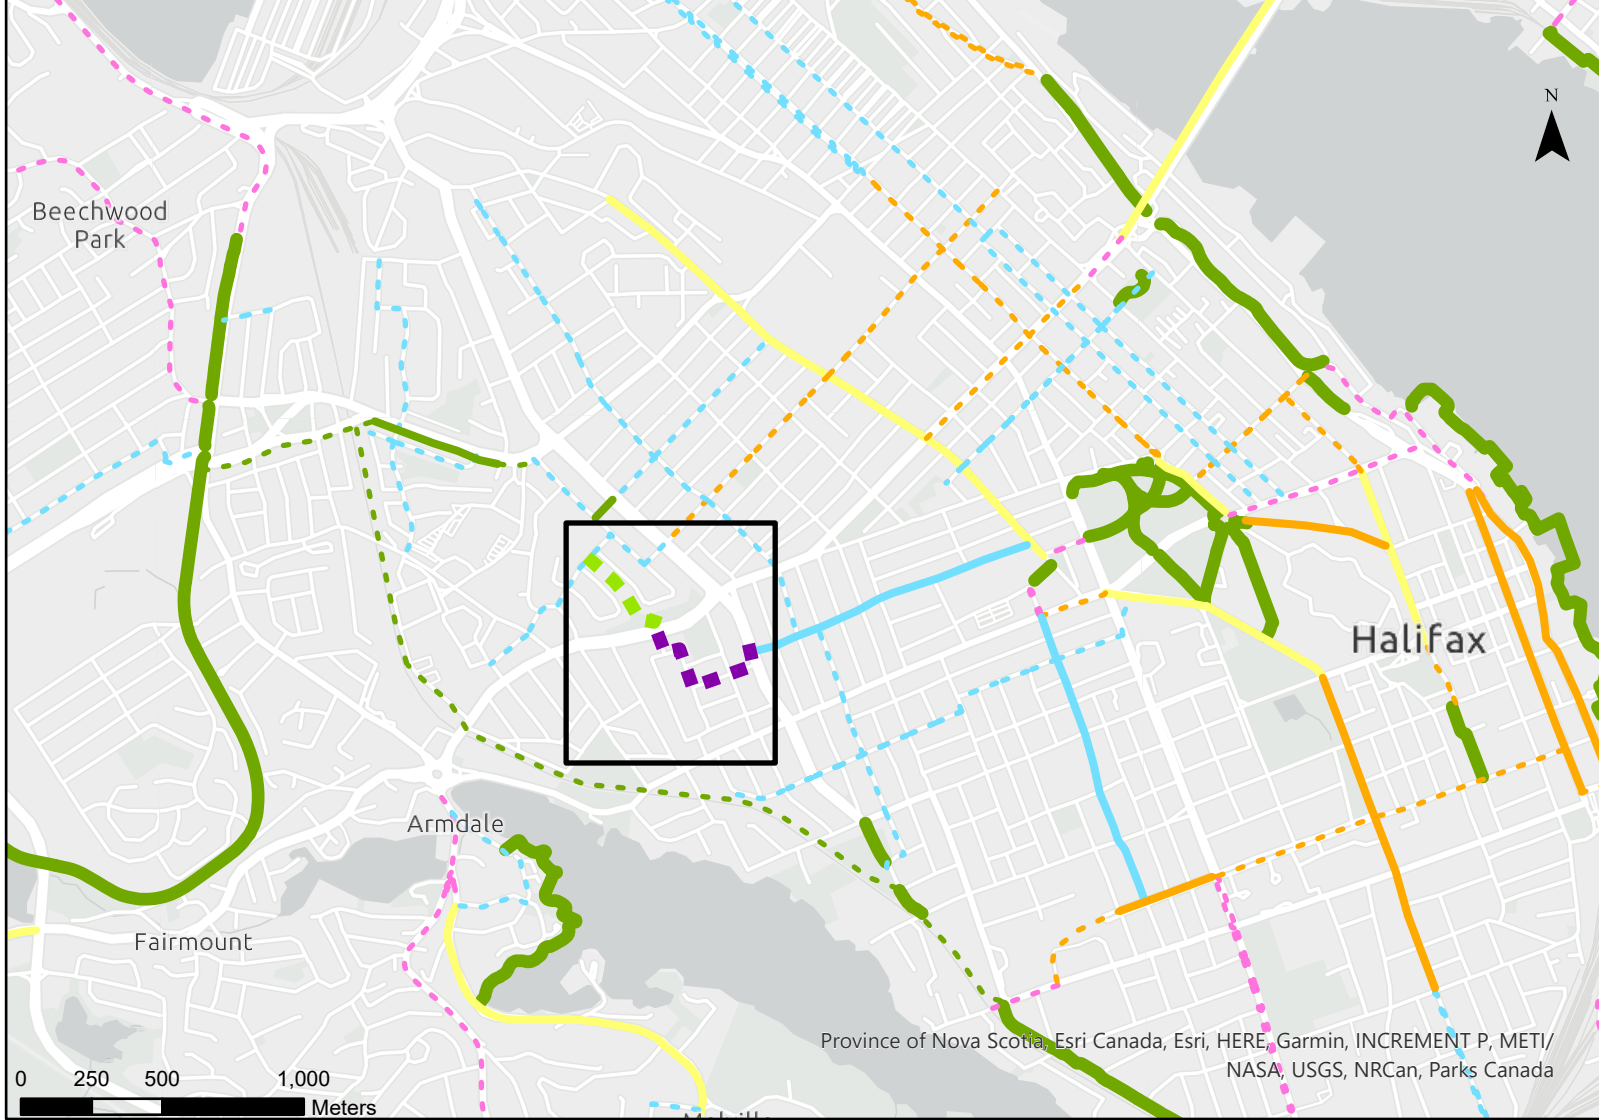 N
Beechwood
Park
Halifax
Armdale
Fairmount
Province of Nova Scotia, Esri Canada, Esri, HERE, Garmin, INCREMENT P, METI/
NASA, USGS, NRCan, Parks Canada
0 250 500 1,000
Meters